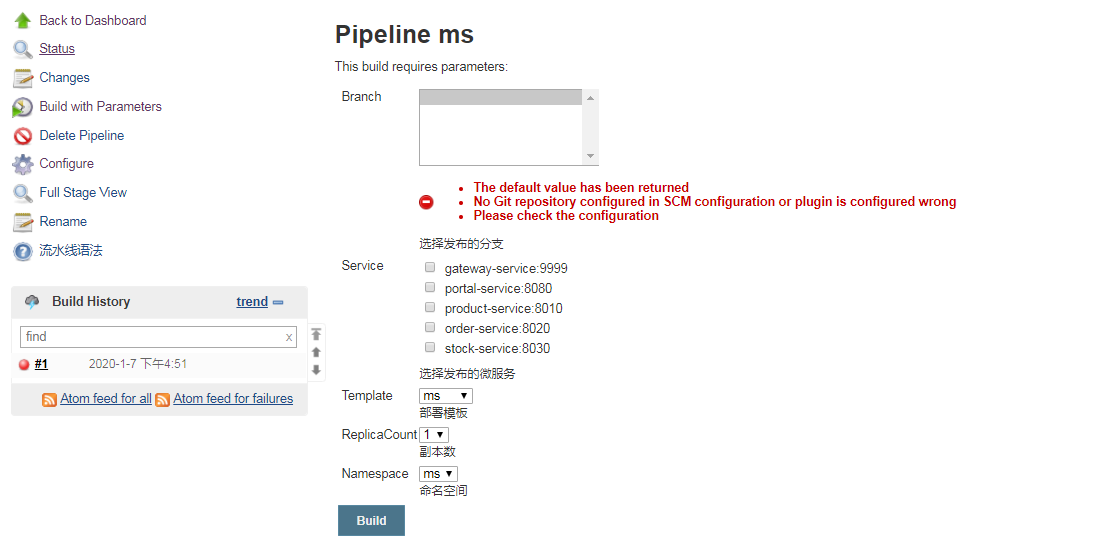 Back to Dashboard
Status
Changes
Build with Parameters
Delete Pipeline
Configure
Full Stage View
Rename
流水线语法
Build History
trend
find
x
#1
2020-1-7 下午4:51
Atom feed for all
Atom feed for failures
Pipeline ms
This build requires parameters:
Branch
The default value has been returned
No Git repository configured in SCM configuration or plugin is configured wrong
Please check the configuration
选择发布的分支
Service
gateway-service:9999
portal-service:8080
product-service:8010
order-service:8020
stock-service:8030
选择发布的微服务
Template
ms
部署模板
ReplicaCount
1
副本数
Namespace
ms
命名空间
Build